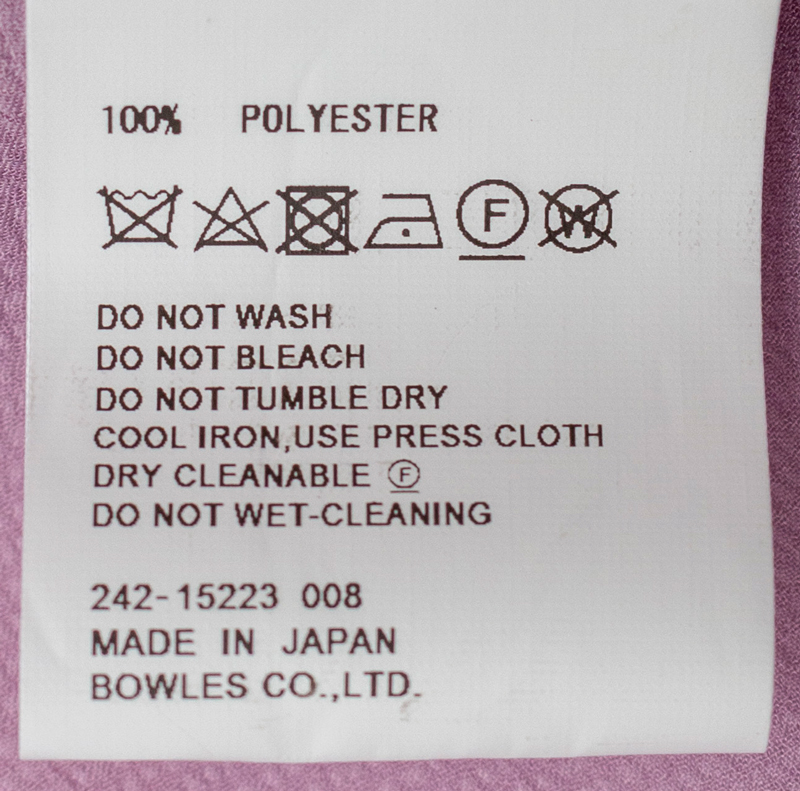 100% POLYESTER
F W
DO NOT WASH
DO NOT BLEACH
DO NOT TUMBLE DRY
COOL IRON,USE PRESS CLOTH
DRY CLEANABLE Ⓕ
DO NOT WET-CLEANING
242-15223 008
MADE IN JAPAN
BOWLES CO.,LTD.